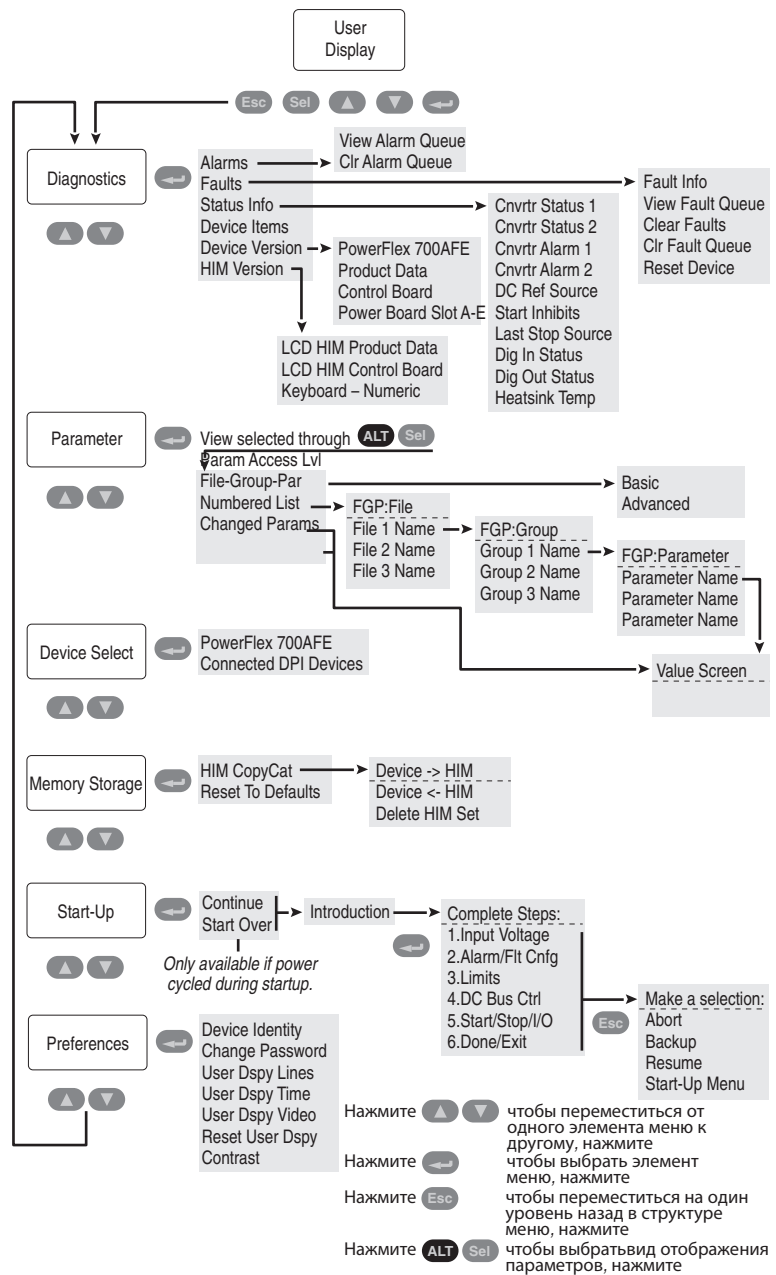 User
Display
Esc Sel
Diagnostics
Alarms
Faults
Status Info
Device Items
Device Version
HIM Version
View Alarm Queue
Clr Alarm Queue
PowerFlex 700AFE
Product Data
Control Board
Power Board Slot A-E
LCD HIM Product Data
LCD HIM Control Board
Keyboard – Numeric
Cnvrtr Status 1
Cnvrtr Status 2
Cnvrtr Alarm 1
Cnvrtr Alarm 2
DC Ref Source
Start Inhibits
Last Stop Source
Dig In Status
Dig Out Status
Heatsink Temp
Fault Info
View Fault Queue
Clear Faults
Clr Fault Queue
Reset Device
Parameter
View selected through ALT Sel
Param Access Lvl
File-Group-Par
Numbered List
Changed Params
FGP:File
File 1 Name
File 2 Name
File 3 Name
FGP:Group
Group 1 Name
Group 2 Name
Group 3 Name
Basic
Advanced
FGP:Parameter
Parameter Name
Parameter Name
Parameter Name
Value Screen
Device Select
PowerFlex 700AFE
Connected DPI Devices
Memory Storage
HIM CopyCat
Reset To Defaults
Device -> HIM
Device <- HIM
Delete HIM Set
Start-Up
Continue
Start Over
Only available if power
cycled during startup.
Introduction
Complete Steps:
1.Input Voltage
2.Alarm/Flt Cnfg
3.Limits
4.DC Bus Ctrl
5.Start/Stop/I/O
6.Done/Exit
Esc
Make a selection:
Abort
Backup
Resume
Start-Up Menu
Preferences
Device Identity
Change Password
User Dspy Lines
User Dspy Time
User Dspy Video
Reset User Dspy
Contrast
Нажмите чтобы переместиться от
одного элемента меню к
другому, нажмите
Нажмите чтобы выбрать элемент
меню, нажмите
Нажмите Esc чтобы переместиться на один
уровень назад в структуре
меню, нажмите
Нажмите ALT Sel чтобы выбратьвид отображения
параметров, нажмите